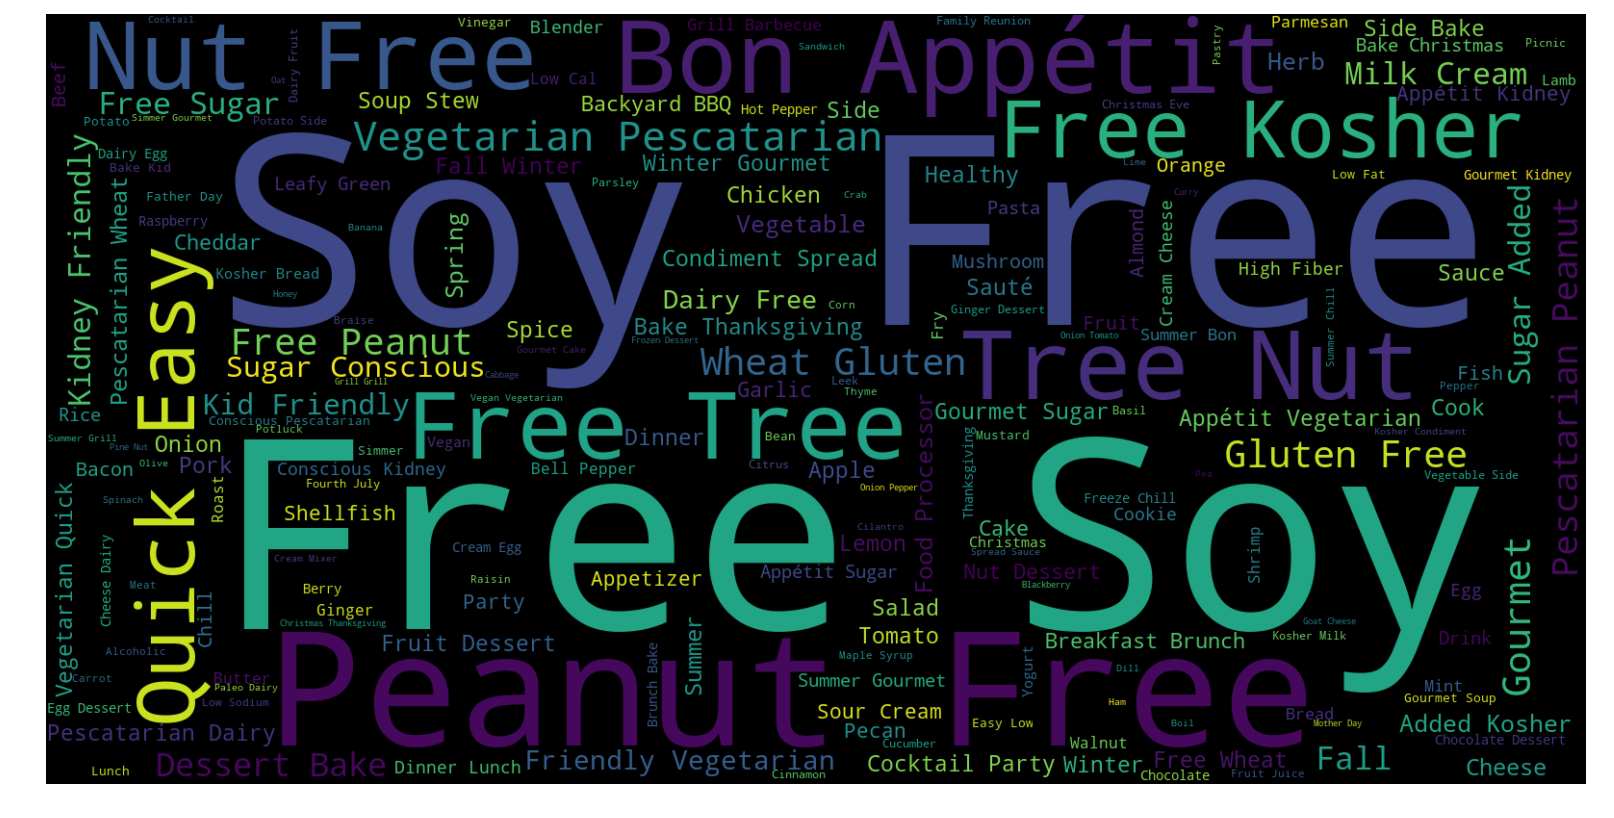 Cocktail
Vinegar
Blender
Grill Barbecue
Family Reunion
Parmesan
Side Bake
Nut Free
Bon Appétit
Bake Christmas
Picnic
Sandwich
Pastry
Herb
Beef
Oat
Dairy Fruit
Low Cal
Milk Cream
Lamb
Free Sugar
Soup Stew
Backyard BBQ
Hot Pepper
Side
Christmas Eve
Appétit Kidney
Potato
Simmer Gourmet
Potato Side
Vegetarian Pescatarian
Free Kosher
Dairy Egg
Bake Kid
Fall Winter
Winter Gourmet
Lime
Orange
Low Fat
Gourmet Kidney
Leafy Green
Parsley
Healthy
Father Day
Chicken
Crab
Curry
Kidney Friendly
Pescatarian Wheat
Raspberry
Banana
Vegetable
Pasta
Almond
Soy Free
Cheddar
Spring
Condiment Spread
Mushroom
Cream Cheese
High Fiber
Sauce
Sugar Added
Pescatarian Peanut
Kosher Bread
Honey
Sauté
Dairy Free
Corn
Ginger Dessert
Braise
Spice
Bake Thanksgiving
Fry
Fruit
Onion Tomato
Summer Bon
Summer Chill
Free Peanut
Gourmet Cake
Frozen Dessert
Sugar Conscious
Cabbage
Wheat Gluten
Tree Nut
Fish
Grill Grill
Leek
Pepper
Quick Easy
Kid Friendly
Vegan Vegetarian
Garlic
Thyme
Rice
Conscious Pescatarian
Free Tree
Gourmet Sugar
Basil
Appétit Vegetarian
Cook
Summer Grill
Pine Nut
Onion
Potluck
Vegan
Simmer
Dinner
Bean
Mustard
Kosher Condiment
Bacon
Olive
Pork
Conscious Kidney
Bell Pepper
Citrus
Apple
Food Processor
Thanksgiving
Gluten Free
Pea
Vegetable Side
Free Soy
Fourth July
Onion Pepper
Spinach
Roast
Shellfish
Freeze Chill
Cookie
Vegetarian Quick
Cheese Dairy
Cilantro
Cake
Christmas
Cream Egg
Lemon
Spread Sauce
Shrimp
Cream Mixer
Meat
Raisin
Appetizer
Appétit Sugar
Nut Dessert
Blackberry
Berry
Ginger
Party
Salad
Egg
Gourmet
Chill
Christmas Thanksgiving
Goat Cheese
Fruit Dessert
Summer
Tomato
Breakfast Brunch
Kosher Milk
Drink
Alcoholic
Brunch Bake
Maple Syrup
Yogurt
Dill
Peanut Free
Carrot
Butter
Paleo Dairy
Summer Gourmet
Mint
Low Sodium
Ham
Gourmet Soup
Egg Dessert
Sour Cream
Easy Low
Boil
Bread
Mother Day
Added Kosher
Pescatarian Dairy
Pecan
Cucumber
Walnut
Chocolate Dessert
Dessert Bake
Dinner Lunch
Friendly Vegetarian
Cocktail Party
Winter
Free Wheat
Fall
Cheese
Lunch
Cinnamon
Chocolate
Fruit Juice